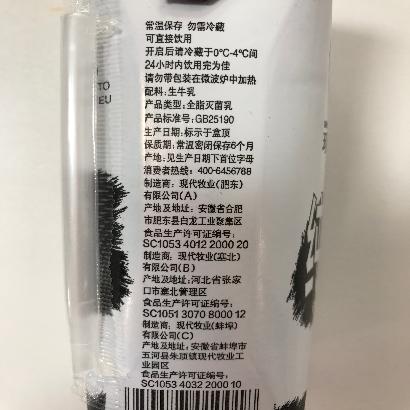 常温保存 勿需冷藏
可直接饮用
开启后请冷藏于0℃-4℃间
24小时内饮用完为佳
请勿带包装在微波炉中加热
配料:生牛乳
产品类型:全脂灭菌乳
产品标准号:GB25190
生产日期:标示于盒顶
保质期:常温密闭保存6个月
产地:见生产日期下首位字母
消费者热线:400-6456788
制造商:现代牧业(肥东)
有限公司(A)
产地及地址:安徽省合肥
市肥东县白龙工业聚集区
食品生产许可证编号:
SC1053 4012 2000 20
制造商:现代牧业(塞北)
有限公司(B)
产地及地址:河北省张家
口市塞北管理区
食品生产许可证编号:
SC1051 3070 8000 12
制造商:现代牧业(蚌埠)
有限公司(C)
产地及地址:安徽省蚌埠市
五河县朱顶镇现代牧业工
业园区
食品生产许可证编号:
SC1053 4032 2000 10
TO
EU